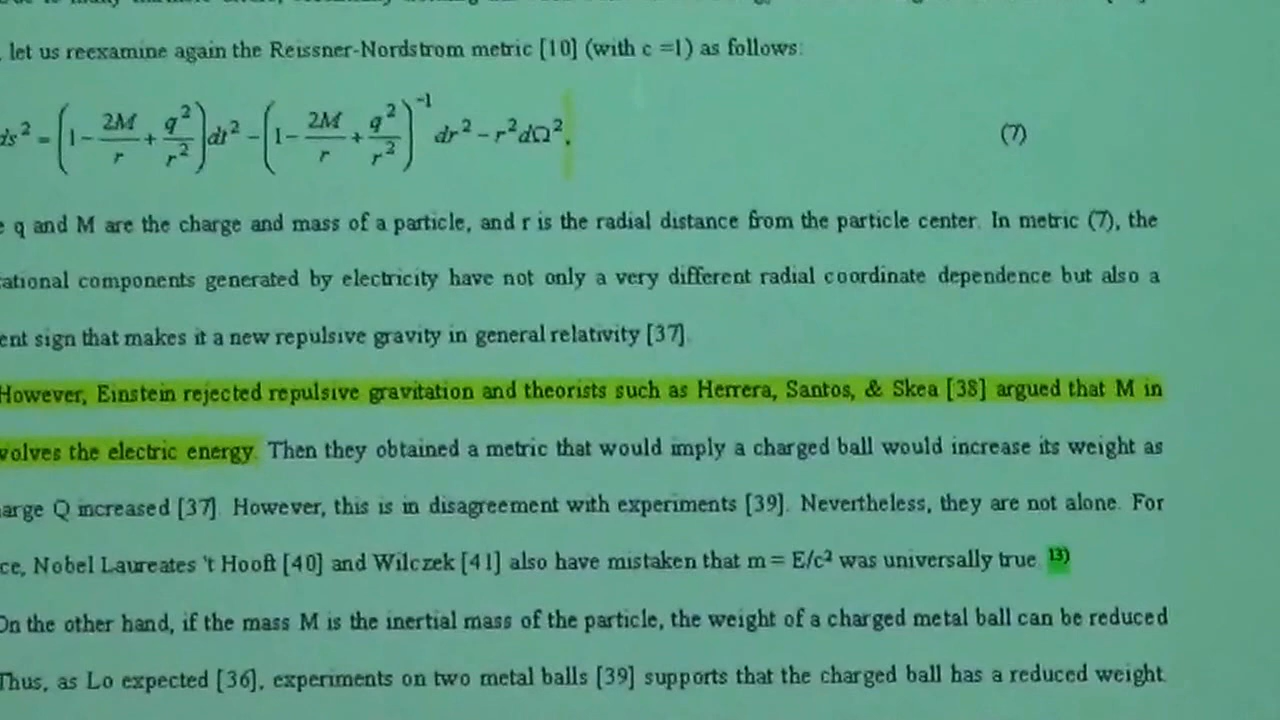 let us reexamine again the Reissner-Nordstrom metric [10] (with c =1) as follows:
ds² = (1 - 2M/r + q²/r²)dt² - (1 - 2M/r + q²/r²)⁻¹ dr² - r²dΩ², (7)
q and M are the charge and mass of a particle, and r is the radial distance from the particle center. In metric (7), the
ational components generated by electricity have not only a very different radial coordinate dependence but also a
ent sign that makes it a new repulsive gravity in general relativity [37].
However, Einstein rejected repulsive gravitation and theorists such as Herrera, Santos, & Skea [38] argued that M in
volves the electric energy. Then they obtained a metric that would imply a charged ball would increase its weight as
arge Q increased [37]. However, this is in disagreement with experiments [39]. Nevertheless, they are not alone. For
ce, Nobel Laureates 't Hooft [40] and Wilczek [41] also have mistaken that m = E/c² was universally true. 13)
On the other hand, if the mass M is the inertial mass of the particle, the weight of a charged metal ball can be reduced
Thus, as Lo expected [36], experiments on two metal balls [39] supports that the charged ball has a reduced weight.